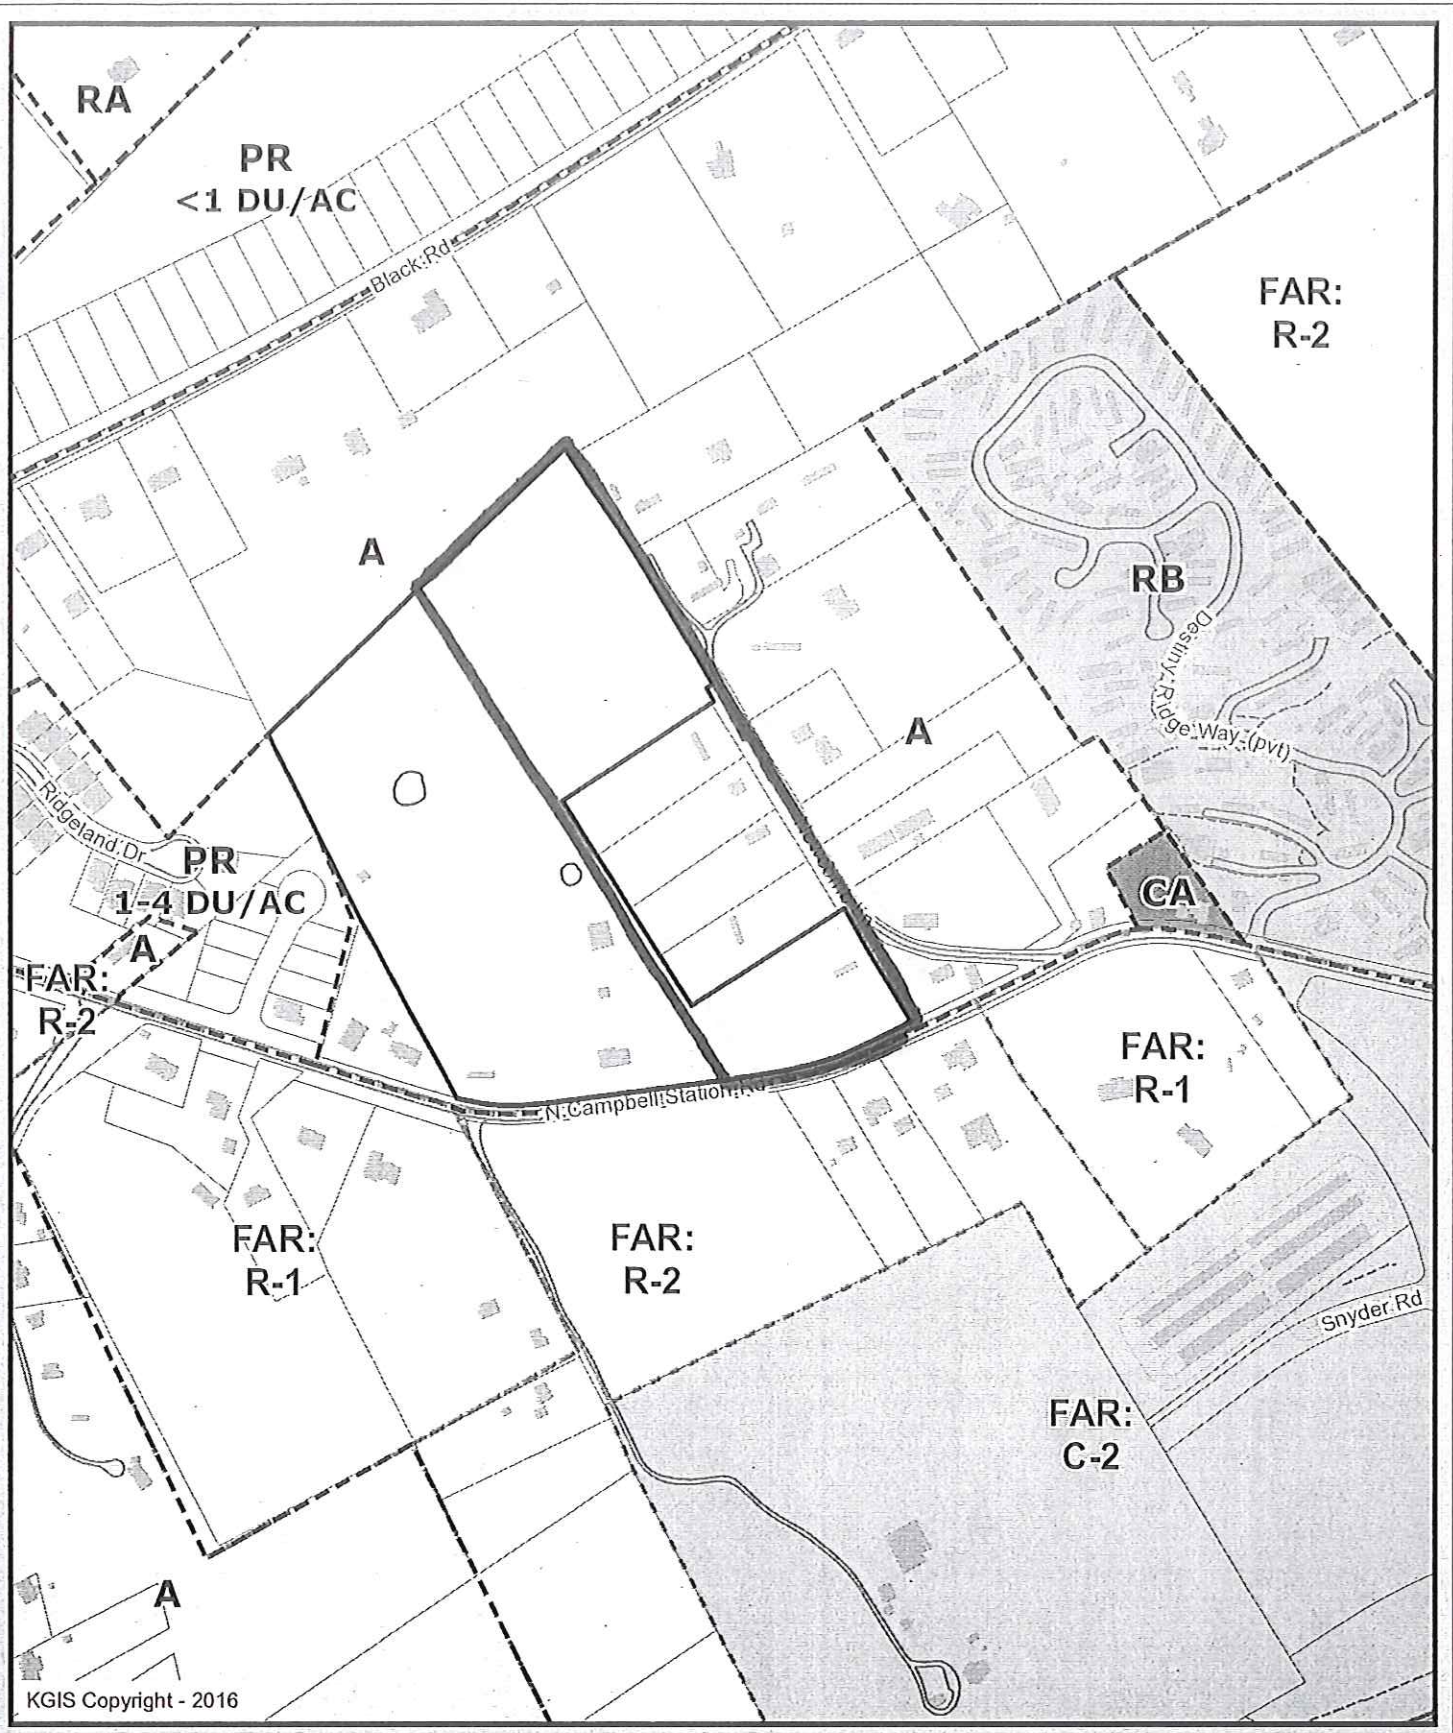 RA
PR
<1 DU/AC
Black Rd
FAR:
R-2
A
RB
Destiny Ridge Way (pvt)
A
Ridgeland Dr
PR
1-4 DU/AC
CA
A
FAR:
R-2
FAR:
R-1
N Campbell Station Rd
FAR:
R-1
FAR:
R-2
Snyder Rd
FAR:
C-2
A
KGIS Copyright - 2016